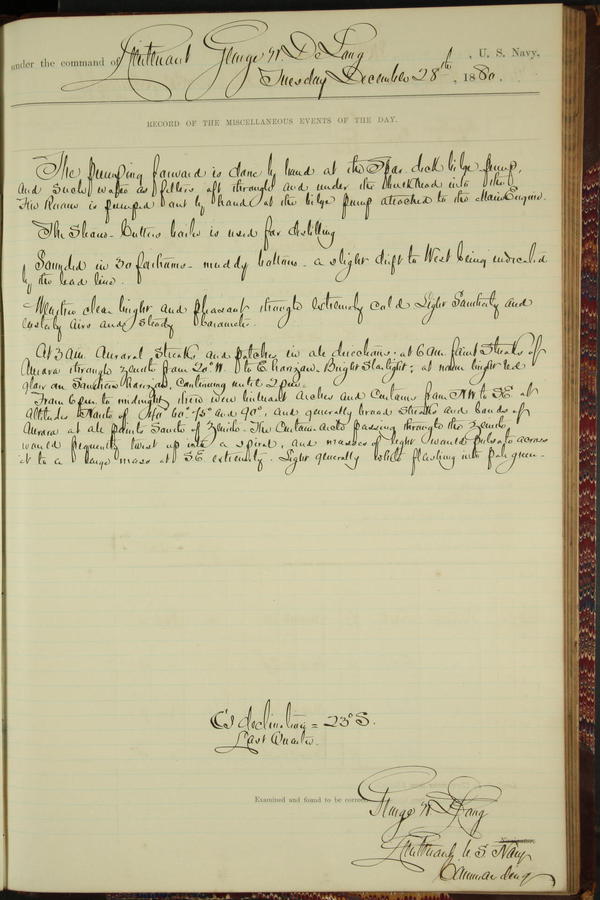 under the command of Lieutenant George W. De Long, U. S. Navy,
Tuesday December 28th, 1880.
RECORD OF THE MISCELLANEOUS EVENTS OF THE DAY.
The pumping forward is done by hand at the Spar deck bilge pump,
and such water as filters aft through and under the bulkhead into the
Fire Room is pumped out by hand at the bilge pump attached to the Main Engine.
The Steam-Cutters boiler is used for distilling
Sounded in 30 fathoms - muddy bottom - a slight drift to West being indicated
by the lead line.
Weather clear bright and pleasant though extremely cold. Light Southerly and
easterly airs and steady barometer.
At 3 a.m. Auroral streaks and patches in all directions; at 6 am. faint streaks of
Aurora through zenith from 20° W. to E. horizon. Bright Starlight; at noon bright red
glow on Southern horizon, continuing until 2 p.m.
From 6 p.m. to midnight there were brilliant arches and curtains from NW to SE at
altitudes South of 60° 75° and 90°, and generally broad streaks and bands of
Aurora at all points South of Zenith. The Curtain arch passing through the zenith
would frequently twist up into a spiral, and masses of light would pulsate across
it to a large mass at SE extremity. Light generally white flashing into pale green.
declination = 23° S.
Last Quarter.
Examined and found to be correct.
George W. De Long
Lieutenant U. S. Navy
Commanding